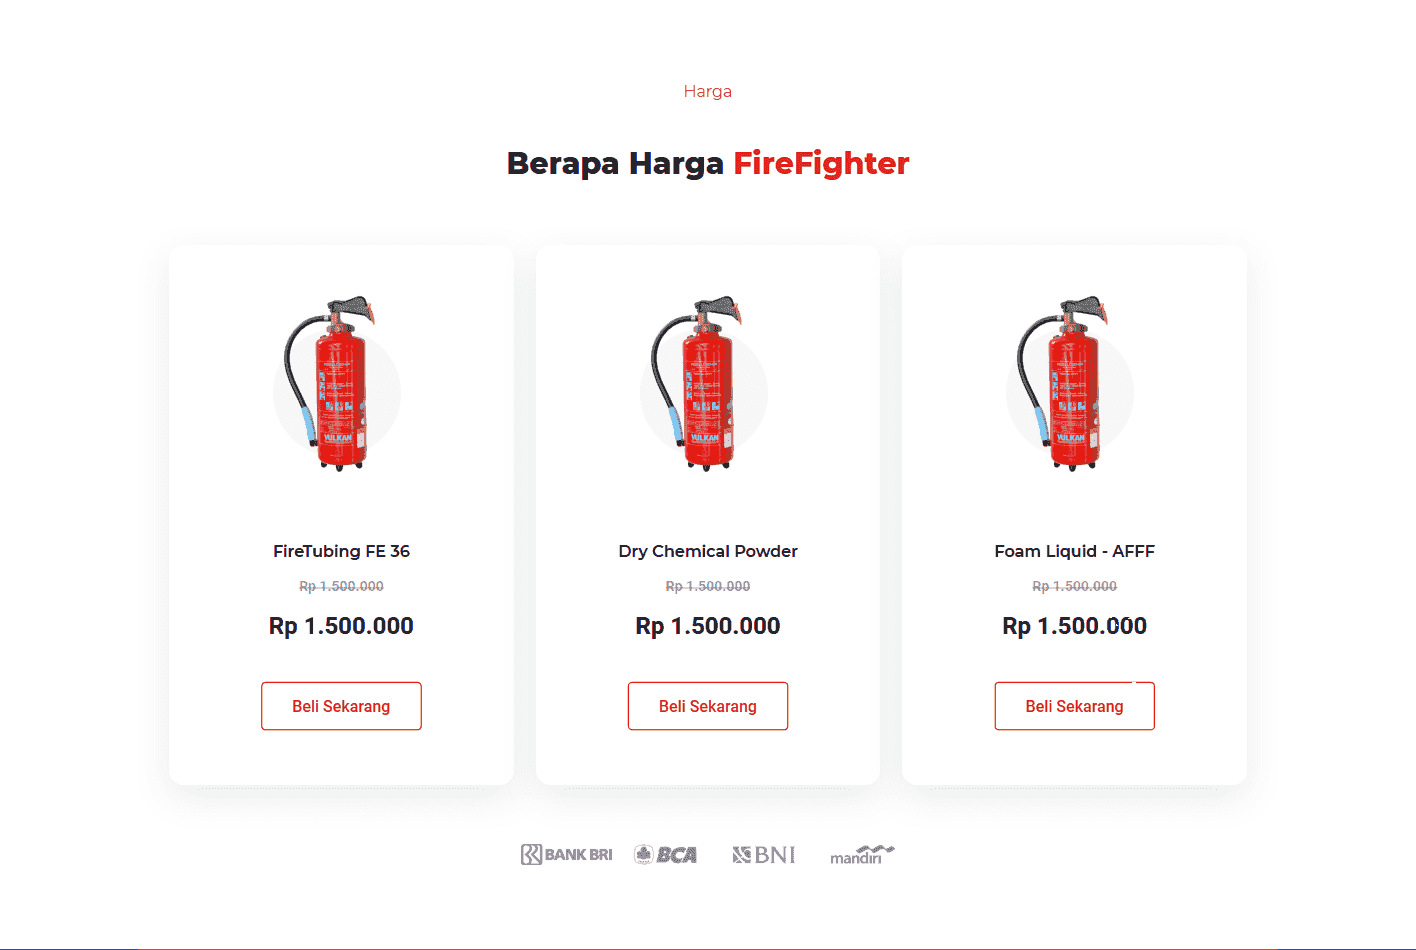 Harga
Berapa Harga FireFighter
VULKAN
VULKAN
VULKAN
FireTubing FE 36
Rp 1.500.000
Rp 1.500.000
Beli Sekarang
Dry Chemical Powder
Rp 1.500.000
Rp 1.500.000
Beli Sekarang
Foam Liquid - AFFF
Rp 1.500.000
Rp 1.500.000
Beli Sekarang
BANK BRI
BCA
BNI
mandiri